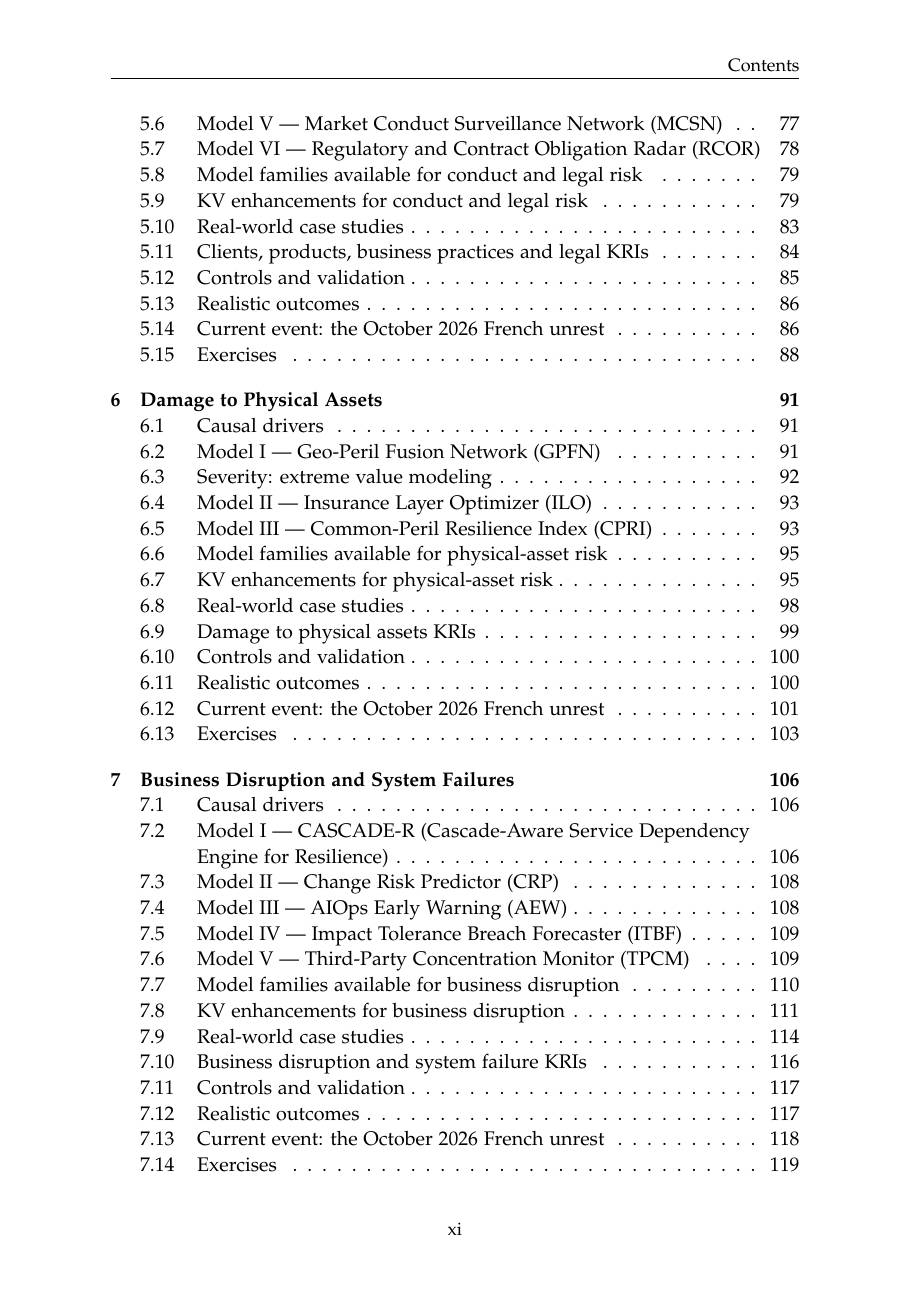 Contents
5.6 Model V — Market Conduct Surveillance Network (MCSN) . . 77
5.7 Model VI — Regulatory and Contract Obligation Radar (RCOR) 78
5.8 Model families available for conduct and legal risk . . . . . . . 79
5.9 KV enhancements for conduct and legal risk . . . . . . . . . . . 79
5.10 Real-world case studies . . . . . . . . . . . . . . . . . . . . . . . . 83
5.11 Clients, products, business practices and legal KRIs . . . . . . . 84
5.12 Controls and validation . . . . . . . . . . . . . . . . . . . . . . . . 85
5.13 Realistic outcomes . . . . . . . . . . . . . . . . . . . . . . . . . . . 86
5.14 Current event: the October 2026 French unrest . . . . . . . . . . 86
5.15 Exercises . . . . . . . . . . . . . . . . . . . . . . . . . . . . . . . . 88
6 Damage to Physical Assets 91
6.1 Causal drivers . . . . . . . . . . . . . . . . . . . . . . . . . . . . . 91
6.2 Model I — Geo-Peril Fusion Network (GPFN) . . . . . . . . . . 91
6.3 Severity: extreme value modeling . . . . . . . . . . . . . . . . . . 92
6.4 Model II — Insurance Layer Optimizer (ILO) . . . . . . . . . . . 93
6.5 Model III — Common-Peril Resilience Index (CPRI) . . . . . . . 93
6.6 Model families available for physical-asset risk . . . . . . . . . . 95
6.7 KV enhancements for physical-asset risk . . . . . . . . . . . . . . 95
6.8 Real-world case studies . . . . . . . . . . . . . . . . . . . . . . . . 98
6.9 Damage to physical assets KRIs . . . . . . . . . . . . . . . . . . . 99
6.10 Controls and validation . . . . . . . . . . . . . . . . . . . . . . . . 100
6.11 Realistic outcomes . . . . . . . . . . . . . . . . . . . . . . . . . . . 100
6.12 Current event: the October 2026 French unrest . . . . . . . . . . 101
6.13 Exercises . . . . . . . . . . . . . . . . . . . . . . . . . . . . . . . . 103
7 Business Disruption and System Failures 106
7.1 Causal drivers . . . . . . . . . . . . . . . . . . . . . . . . . . . . . 106
7.2 Model I — CASCADE-R (Cascade-Aware Service Dependency
Engine for Resilience) . . . . . . . . . . . . . . . . . . . . . . . . . 106
7.3 Model II — Change Risk Predictor (CRP) . . . . . . . . . . . . . 108
7.4 Model III — AIOps Early Warning (AEW) . . . . . . . . . . . . . 108
7.5 Model IV — Impact Tolerance Breach Forecaster (ITBF) . . . . . 109
7.6 Model V — Third-Party Concentration Monitor (TPCM) . . . . 109
7.7 Model families available for business disruption . . . . . . . . . 110
7.8 KV enhancements for business disruption . . . . . . . . . . . . . 111
7.9 Real-world case studies . . . . . . . . . . . . . . . . . . . . . . . . 114
7.10 Business disruption and system failure KRIs . . . . . . . . . . . 116
7.11 Controls and validation . . . . . . . . . . . . . . . . . . . . . . . . 117
7.12 Realistic outcomes . . . . . . . . . . . . . . . . . . . . . . . . . . . 117
7.13 Current event: the October 2026 French unrest . . . . . . . . . . 118
7.14 Exercises . . . . . . . . . . . . . . . . . . . . . . . . . . . . . . . . 119
xi